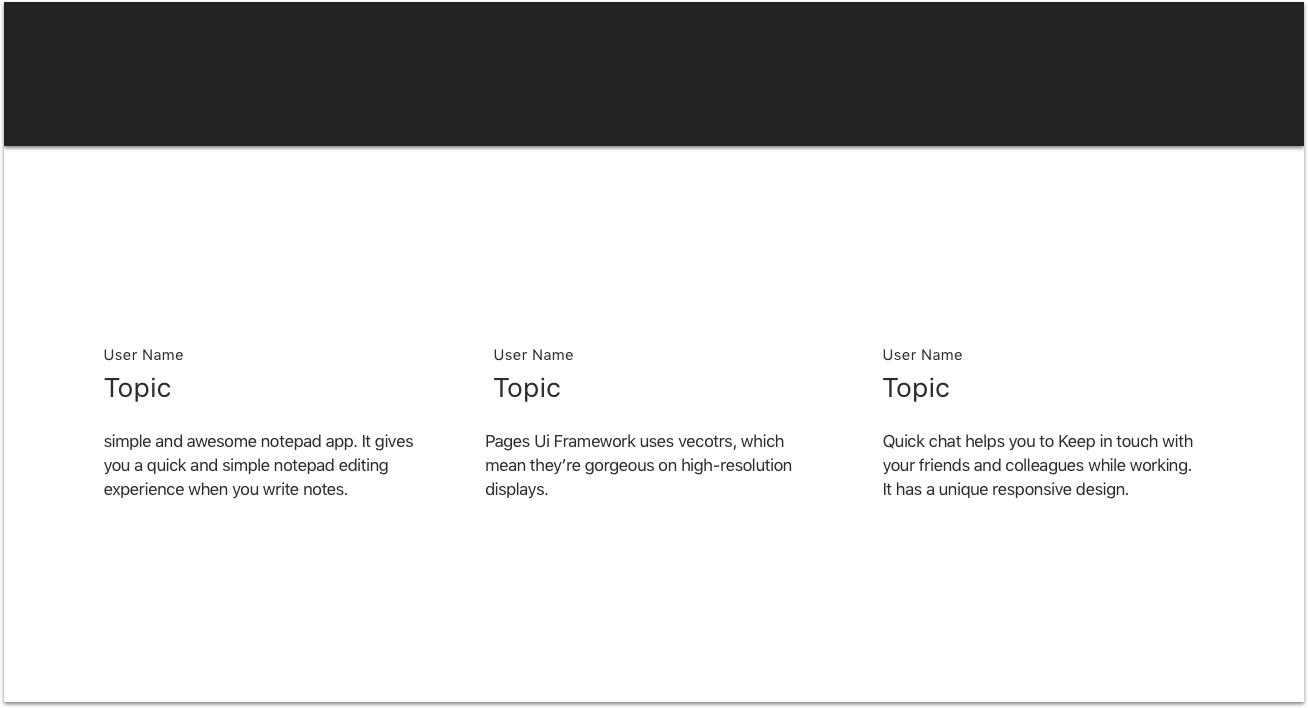 User Name
Topic
simple and awesome notepad app. It gives
you a quick and simple notepad editing
experience when you write notes.
User Name
Topic
Pages Ui Framework uses vecotrs, which
mean they’re gorgeous on high-resolution
displays.
User Name
Topic
Quick chat helps you to Keep in touch with
your friends and colleagues while working.
It has a unique responsive design.